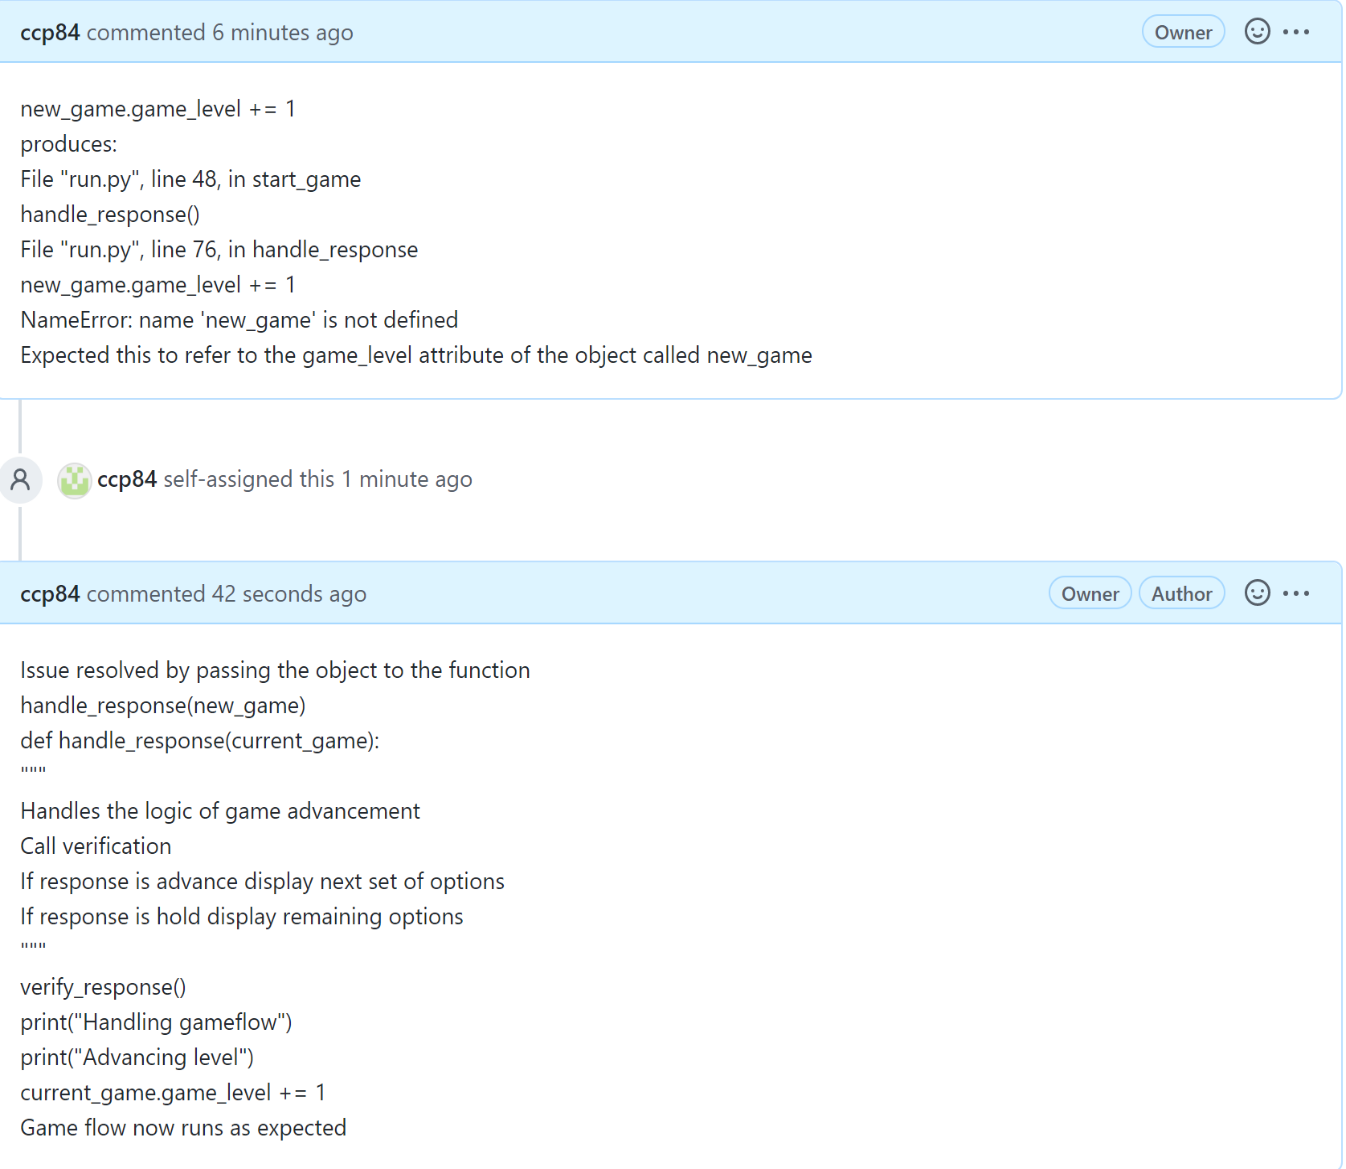 ccp84 commented 6 minutes ago Owner
new_game.game_level += 1
produces:
File "run.py", line 48, in start_game
handle_response()
File "run.py", line 76, in handle_response
new_game.game_level += 1
NameError: name 'new_game' is not defined
Expected this to refer to the game_level attribute of the object called new_game
ccp84 self-assigned this 1 minute ago
ccp84 commented 42 seconds ago Owner Author
Issue resolved by passing the object to the function
handle_response(new_game)
def handle_response(current_game):
"""
Handles the logic of game advancement
Call verification
If response is advance display next set of options
If response is hold display remaining options
"""
verify_response()
print("Handling gameflow")
print("Advancing level")
current_game.game_level += 1
Game flow now runs as expected